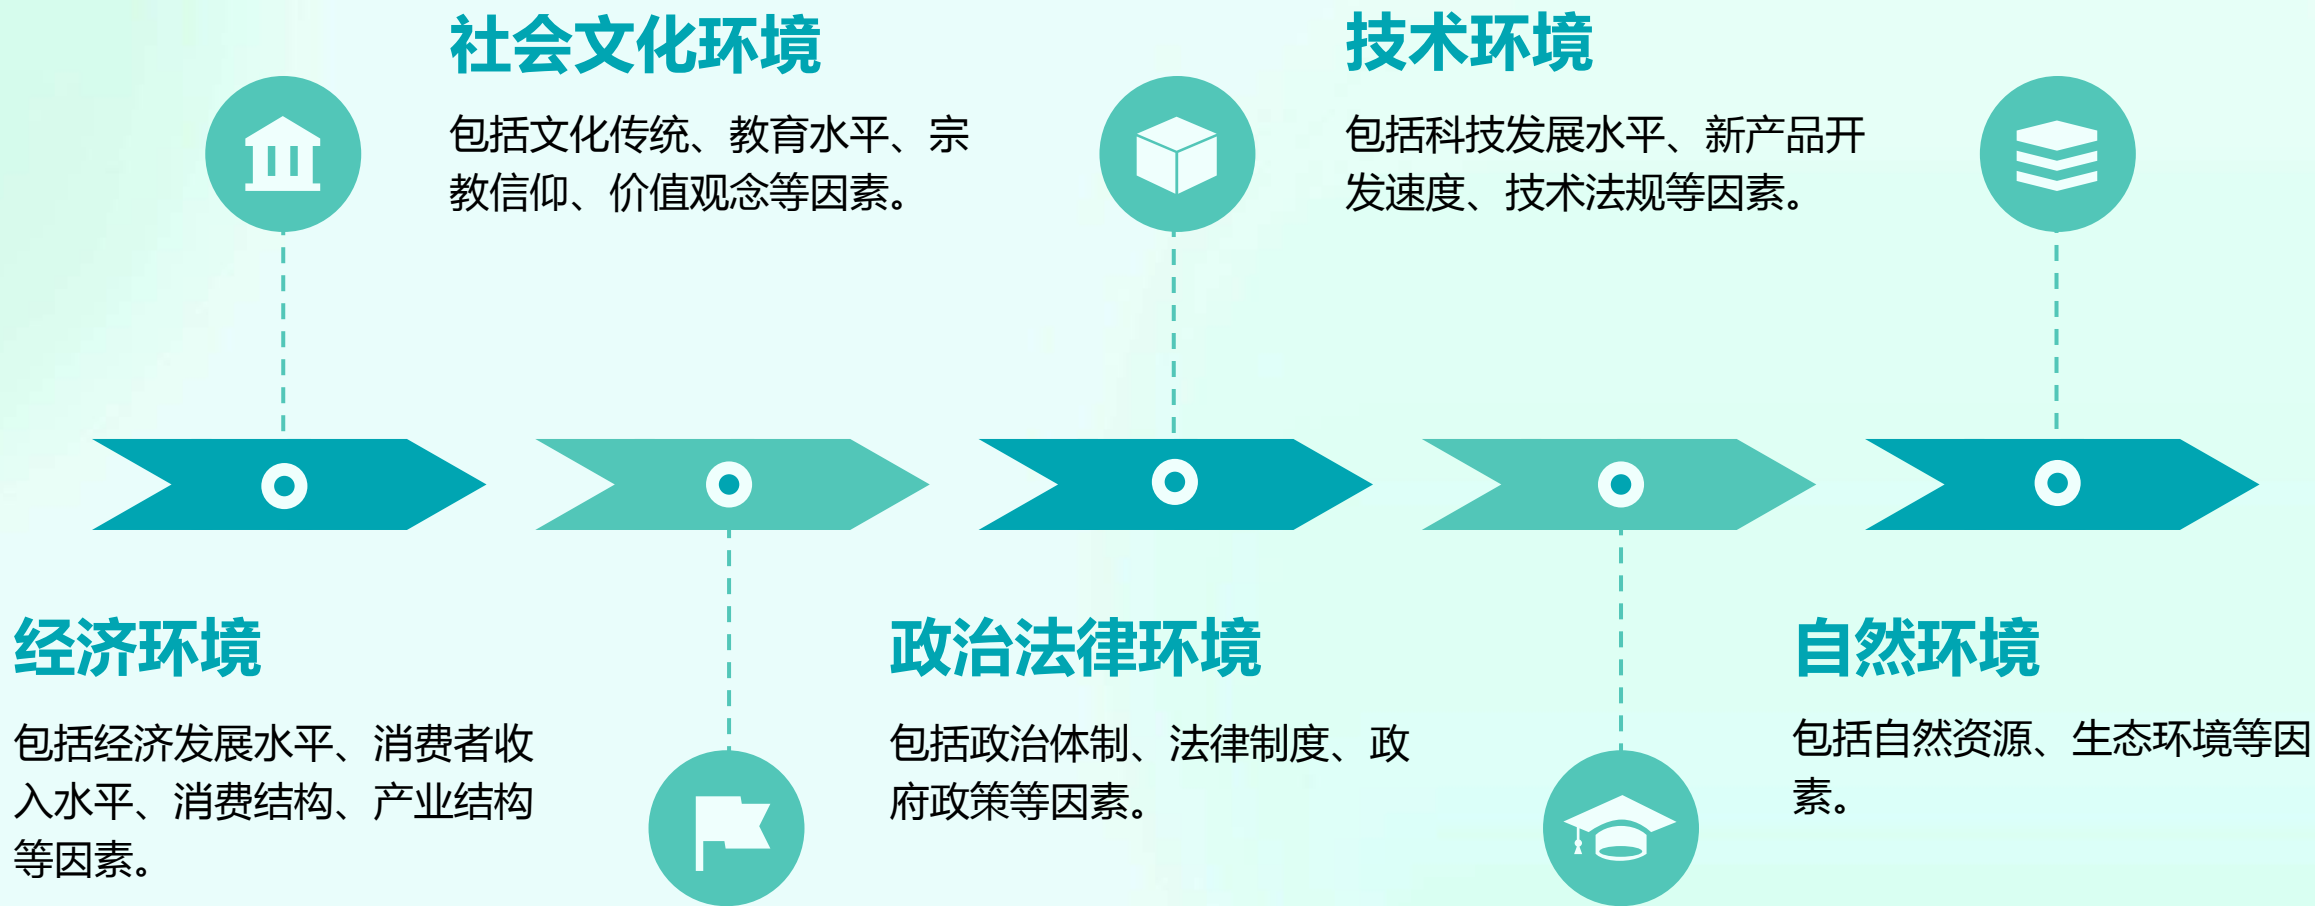 社会文化环境
包括文化传统、教育水平、宗
教信仰、价值观念等因素。
技术环境
包括科技发展水平、新产品开
发速度、技术法规等因素。
经济环境
包括经济发展水平、消费者收
入水平、消费结构、产业结构
等因素。
政治法律环境
包括政治体制、法律制度、政
府政策等因素。
自然环境
包括自然资源、生态环境等因
素。